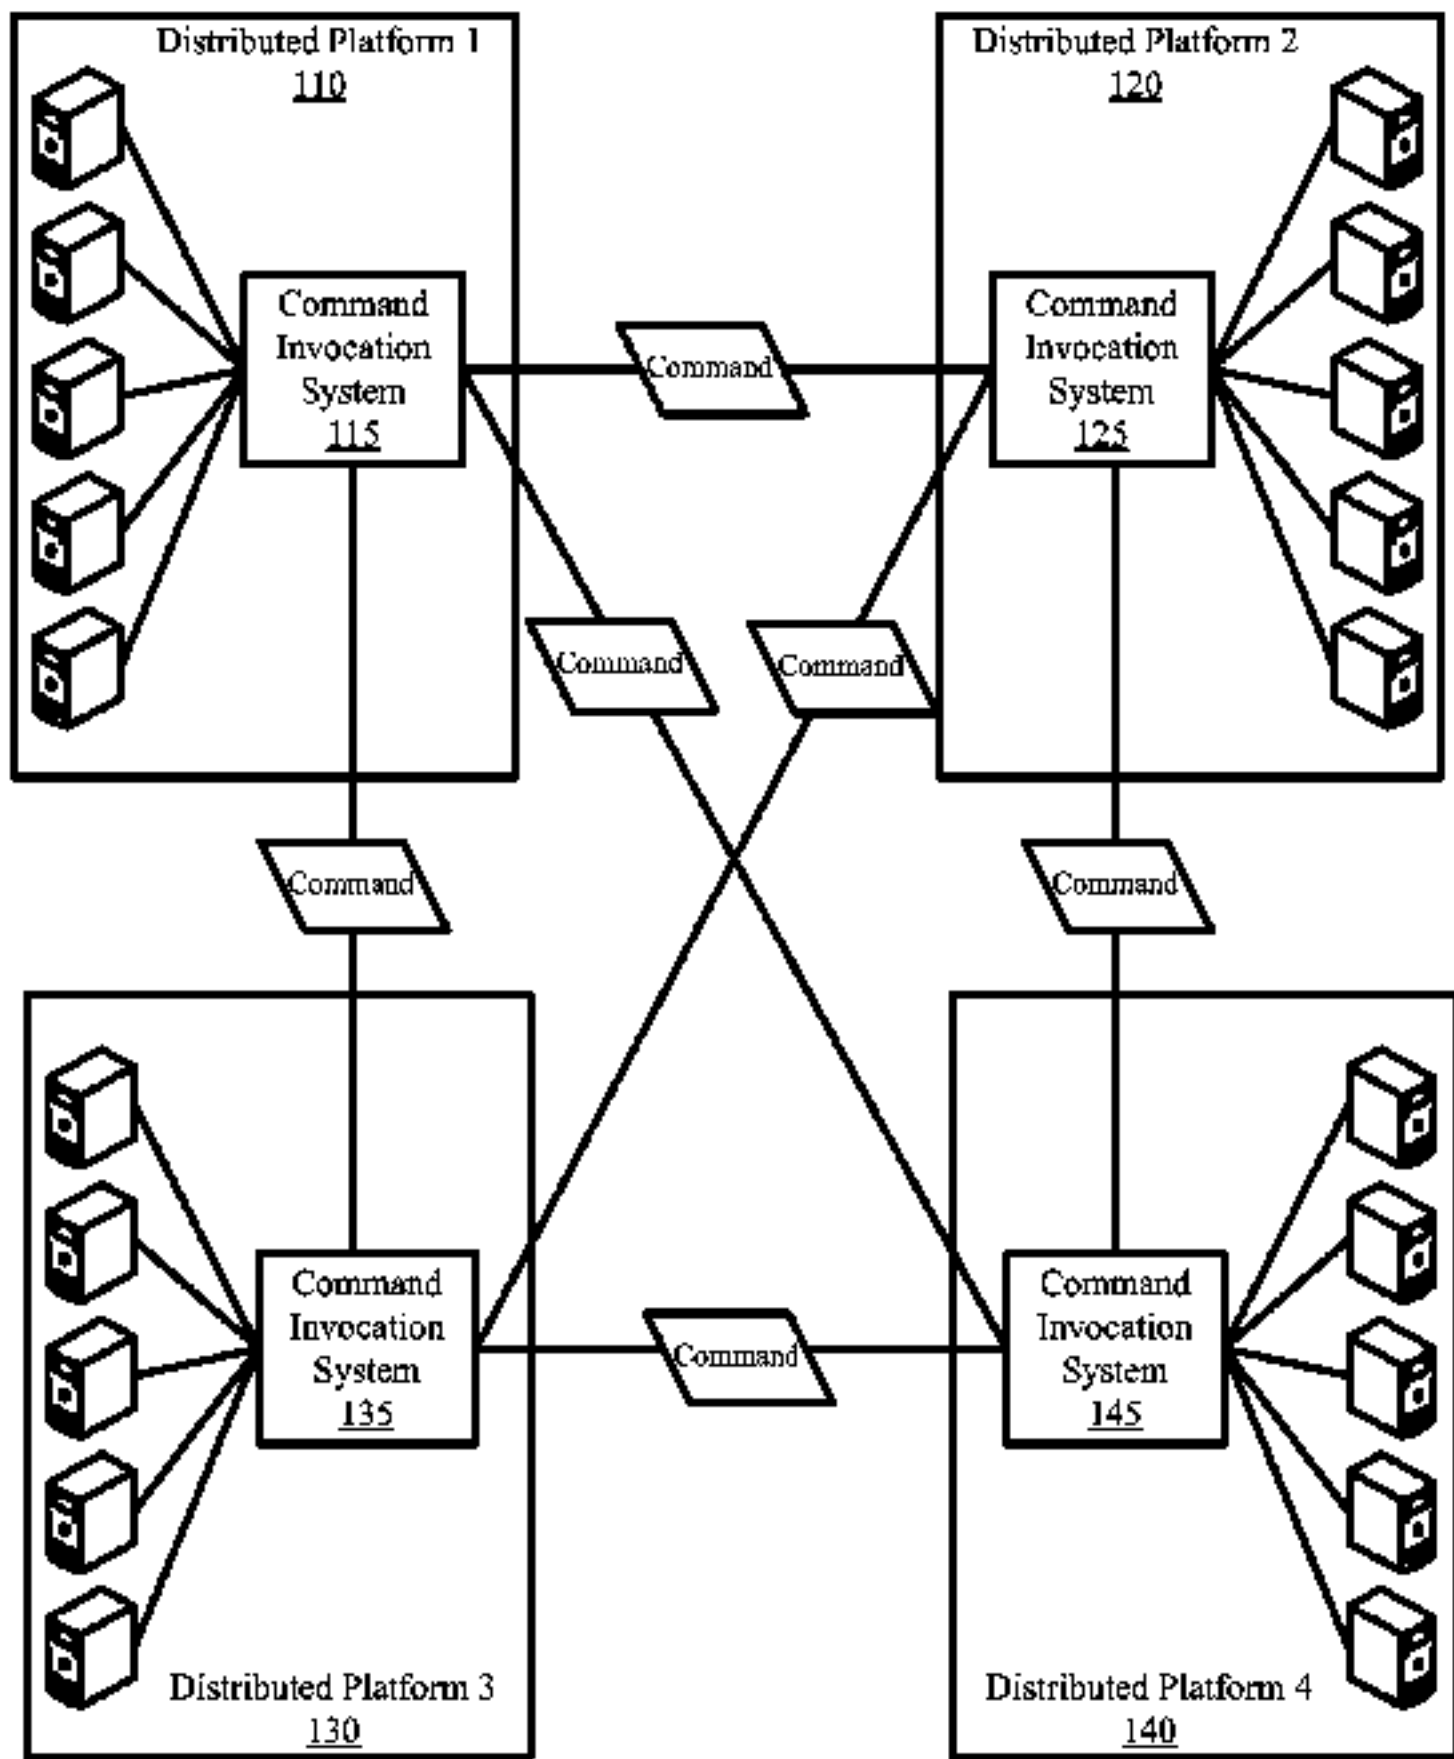 Distributed Platform 1
110
Distributed Platform 2
120
Command
Invocation
System
115
Command
Command
Invocation
System
125
Command
Command
Command
Command
Command
Invocation
System
135
Command
Command
Invocation
System
145
Distributed Platform 3
130
Distributed Platform 4
140